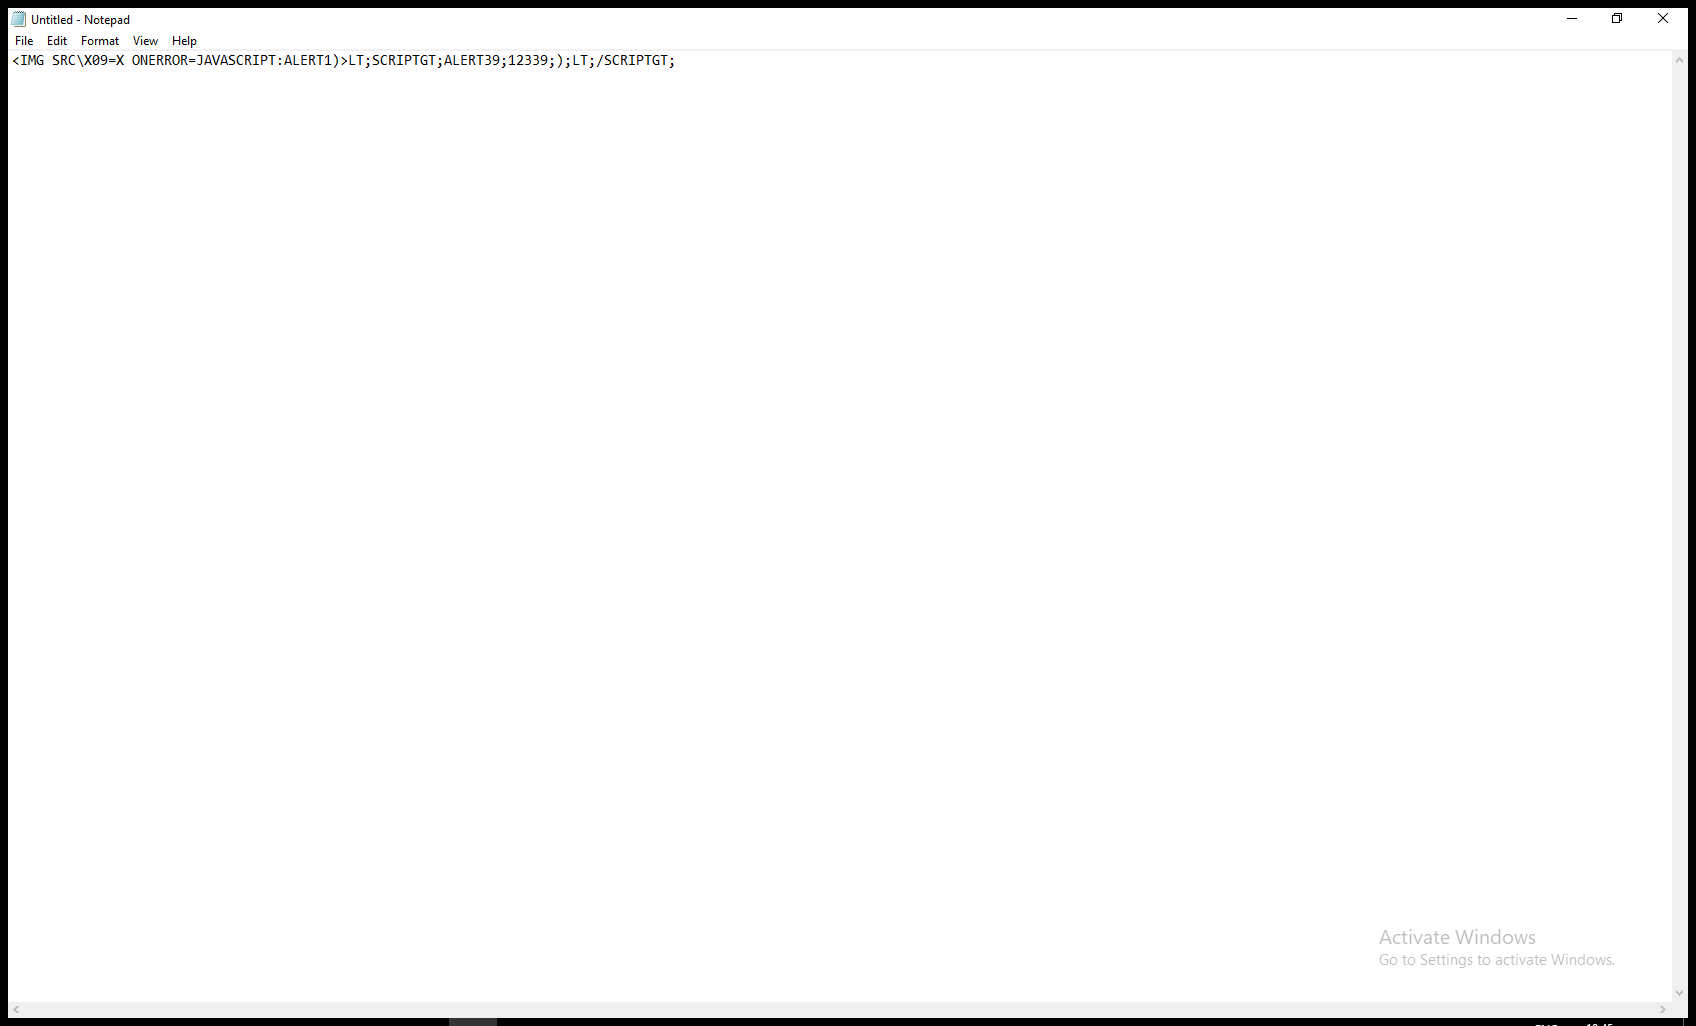 Untitled - Notepad
File Edit Format View Help
<IMG SRC\X09=X ONERROR=JAVASCRIPT:ALERT1)>LT;SCRIPTGT;ALERT39;12339;);LT;/SCRIPTGT;
Activate Windows
Go to Settings to activate Windows.